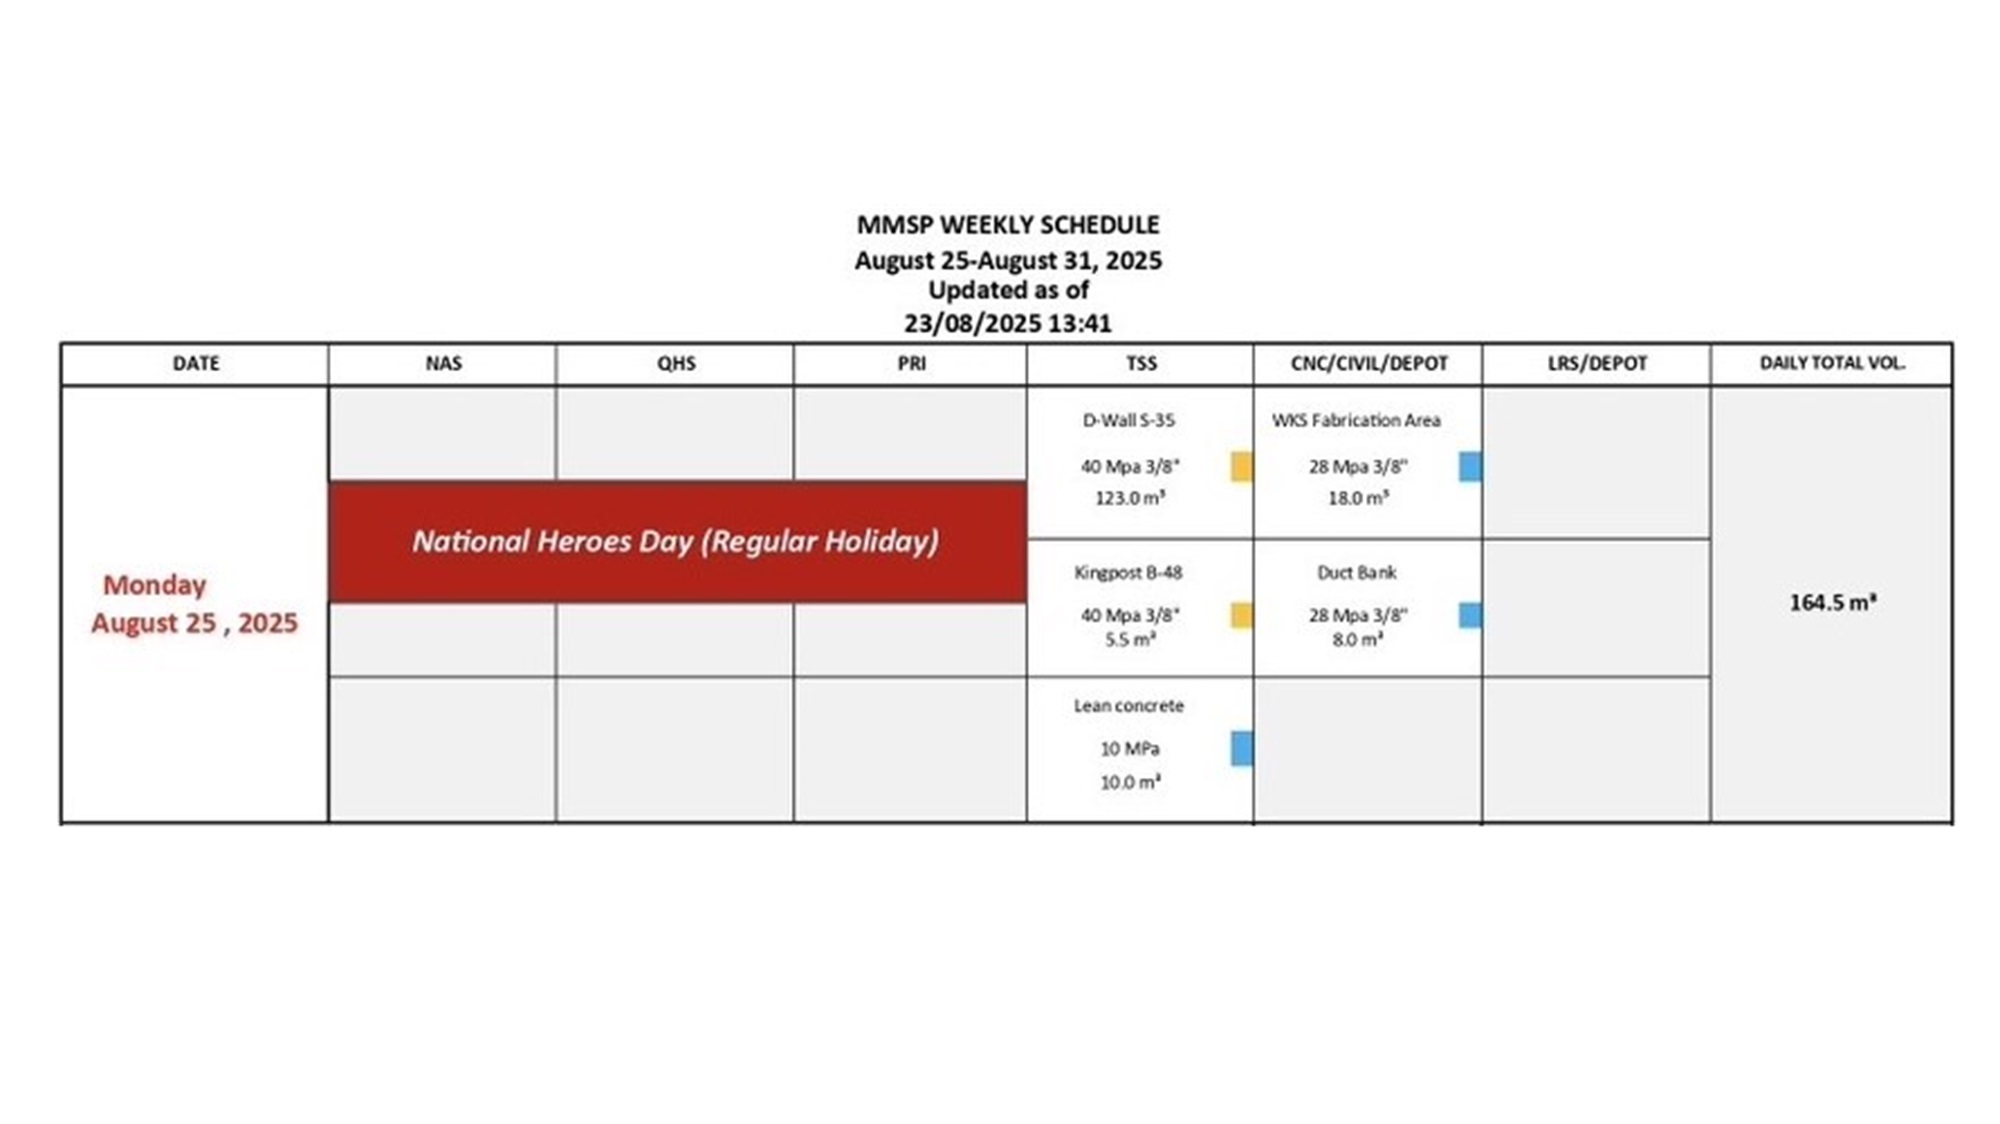 MMSP WEEKLY SCHEDULE
August 25-August 31, 2025
Updated as of
23/08/2025 13:41
DATE NAS QHS PRI TSS CNC/CIVIL/DEPOT LRS/DEPOT DAILY TOTAL VOL.
Monday
August 25 , 2025
National Heroes Day (Regular Holiday)
D-Wall S-35
40 Mpa 3/8"
123.0 m³
WKS Fabrication Area
28 Mpa 3/8"
18.0 m³
Kingpost B-48
40 Mpa 3/8"
5.5 m³
Duct Bank
28 Mpa 3/8"
8.0 m³
Lean concrete
10 MPa
10.0 m³
164.5 m³